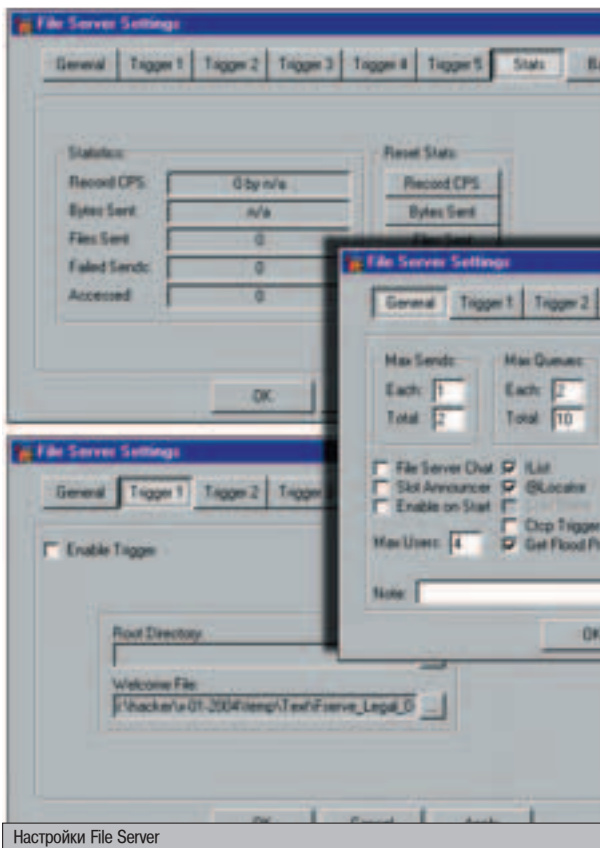 File Server Settings
General Trigger 1 Trigger 2 Trigger 3 Trigger 4 Trigger 5 Stats
Statistics:
Record CPS: 0 by n/a
Bytes Sent: n/a
Files Sent: 0
Failed Sends: 0
Accessed: 0
Reset Stats:
Record CPS
Bytes Sent
OK
File Server Settings
General Trigger 1 Trigger 2
Max Sends:
Each: 1
Total: 2
Max Queues:
Each: 2
Total: 10
File Server Chat
Slot Announcer
Enable on Start
!List
@Locator
Max Users: 4
Note:
OK
File Server Settings
General Trigger 1 Trigger 2
Enable Trigger
Root Directory:
Welcome File:
...
Cancel
Apply
Настройки File Server